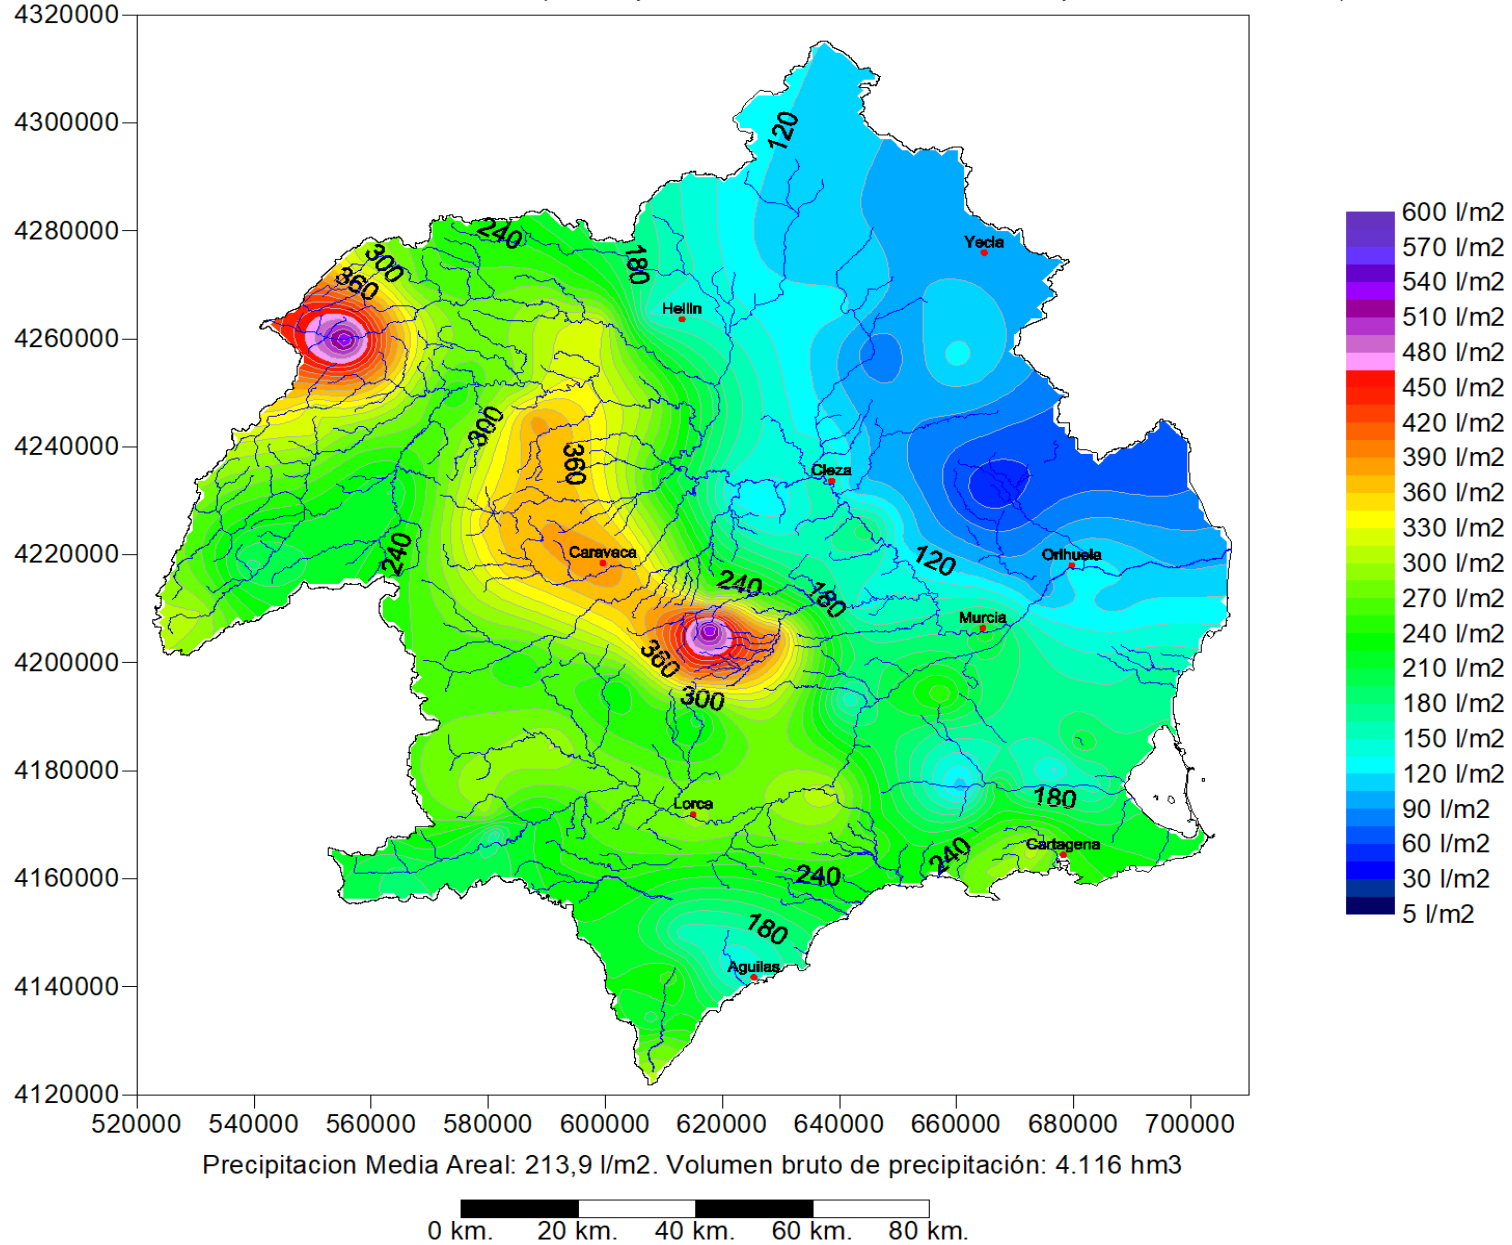 4320000
4300000
4280000
4260000
4240000
4220000
4200000
4180000
4160000
4140000
4120000
520000 540000 560000 580000 600000 620000 640000 660000 680000 700000
120
240
300
360
180
Yecla
Hellin
300
360
Cieza
240
Caravaca
240
180
120
Orihuela
Murcia
360
300
Lorca
180
240
Cartagena
240
180
Aguilas
600 l/m2
570 l/m2
540 l/m2
510 l/m2
480 l/m2
450 l/m2
420 l/m2
390 l/m2
360 l/m2
330 l/m2
300 l/m2
270 l/m2
240 l/m2
210 l/m2
180 l/m2
150 l/m2
120 l/m2
90 l/m2
60 l/m2
30 l/m2
5 l/m2
Precipitacion Media Areal: 213,9 l/m2. Volumen bruto de precipitación: 4.116 hm3
0 km. 20 km. 40 km. 60 km. 80 km.